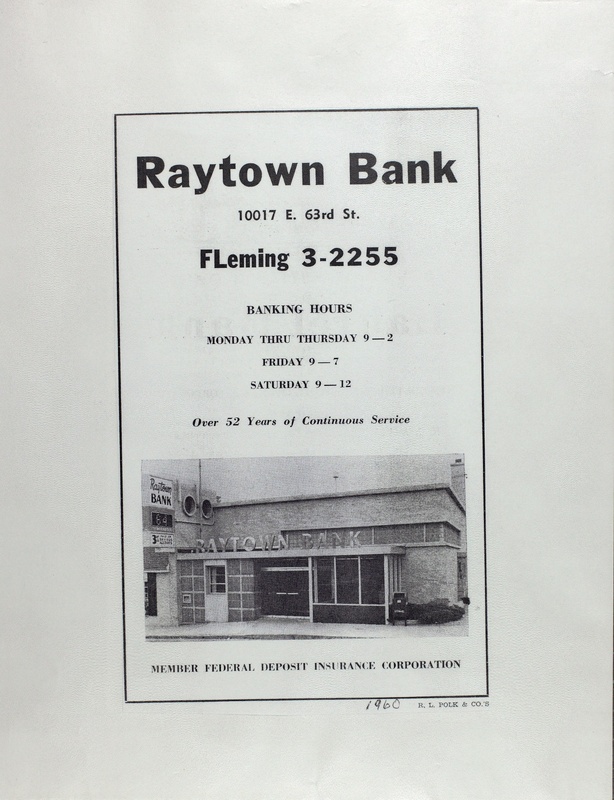 Raytown Bank
10017 E. 63rd St.
FLeming 3-2255
BANKING HOURS
MONDAY THRU THURSDAY 9 — 2
FRIDAY 9 — 7
SATURDAY 9 — 12
Over 52 Years of Continuous Service
Raytown
BANK
RAYTOWN BANK
MEMBER FEDERAL DEPOSIT INSURANCE CORPORATION
1960 R. L. POLK & CO.'S